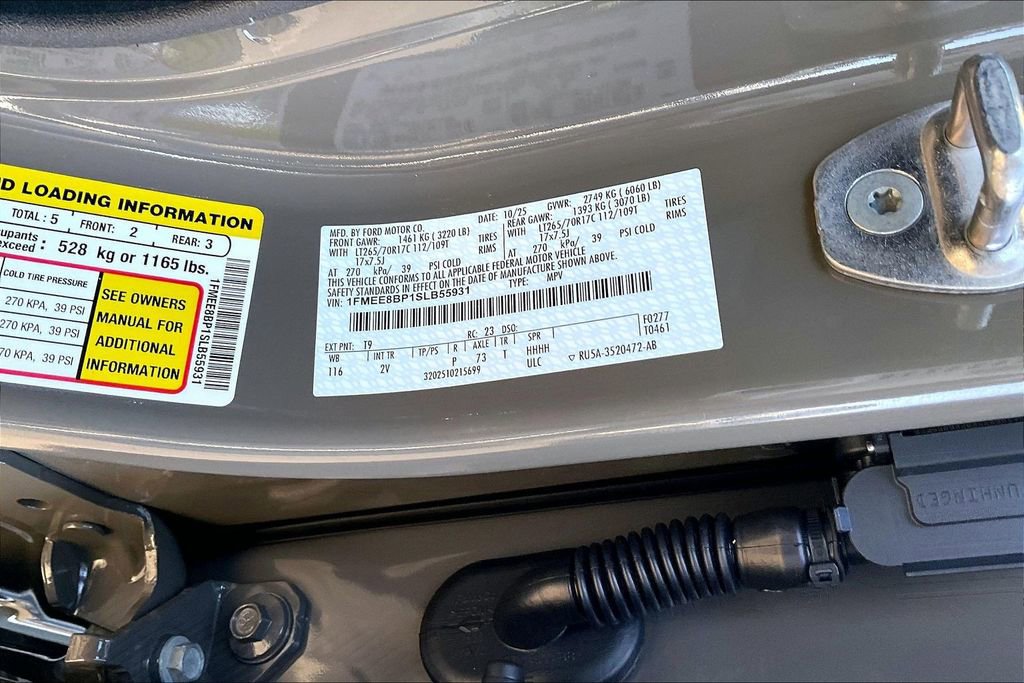 D LOADING INFORMATION
TOTAL: 5 FRONT: 2 REAR: 3
upants
exceed: 528 kg or 1165 lbs.
COLD TIRE PRESSURE
270 KPA, 39 PSI
270 KPA, 39 PSI
70 KPA, 39 PSI
SEE OWNERS
MANUAL FOR
ADDITIONAL
INFORMATION
1FMEE8BP1SLB55931
MFD. BY FORD MOTOR CO. DATE: 10/25 GVWR: 2749 KG ( 6060 LB)
FRONT GAWR: 1461 KG ( 3220 LB) REAR GAWR: 1393 KG ( 3070 LB)
WITH LT265/70R17C 112/109T TIRES WITH LT265/70R17C 112/109T TIRES
17x7.5J RIMS 17x7.5J RIMS
AT 270 kPa/ 39 PSI COLD AT 270 kPa/ 39 PSI COLD
THIS VEHICLE CONFORMS TO ALL APPLICABLE FEDERAL MOTOR VEHICLE
SAFETY STANDARDS IN EFFECT ON THE DATE OF MANUFACTURE SHOWN ABOVE.
VIN: 1FMEE8BP1SLB55931 TYPE: MPV
F0277
T0461
EXT PNT: T9 RC: 23 DSO:
WB INT TR TP/PS R AXLE TR SPR
116 2V P 73 T HHHH
3202510215699 ULC ▽ RU5A-3520472-AB
UNHINGED